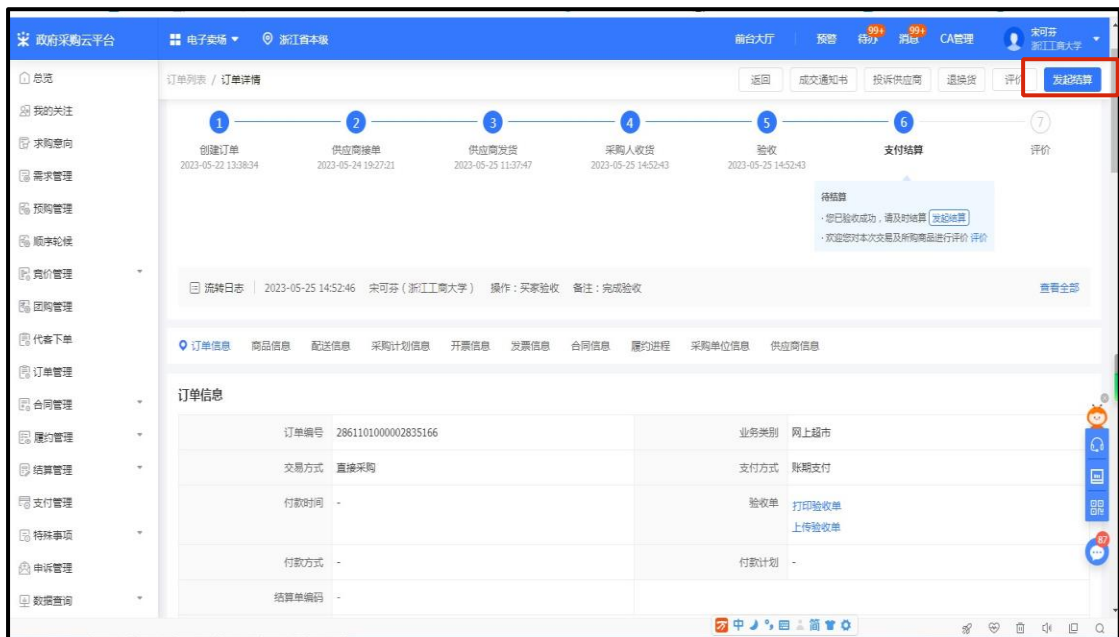 政府采购云平台
电子卖场
浙江省本级
前台大厅
预警
待办
99+
消息
99+
CA管理
宋可芬
浙江工商大学
总览
我的关注
求购意向
需求管理
预购管理
顺序轮候
竞价管理
团购管理
代客下单
订单管理
合同管理
履约管理
结算管理
支付管理
特殊事项
申诉管理
数据查询
订单列表 / 订单详情
返回
成交通知书
投诉供应商
退换货
评价
发起结算
1
2
3
4
5
6
7
创建订单
供应商接单
供应商发货
采购人收货
验收
支付结算
评价
2023-05-22 13:38:34
2023-05-24 19:27:21
2023-05-25 11:37:47
2023-05-25 14:52:43
2023-05-25 14:52:43
待结算
·您已验收成功，请及时结算 发起结算
·欢迎您对本次交易及所购商品进行评价 评价
流转日志 2023-05-25 14:52:46 宋可芬（浙江工商大学） 操作：买家验收 备注：完成验收
查看全部
订单信息 商品信息 配送信息 采购计划信息 开票信息 发票信息 合同信息 履约进程 采购单位信息 供应商信息
订单信息
订单编号 2861101000002835166 业务类别 网上超市
交易方式 直接采购 支付方式 账期支付
付款时间 - 验收单 打印验收单
上传验收单
付款方式 - 付款计划 -
结算单编码 -
0
87
中 简